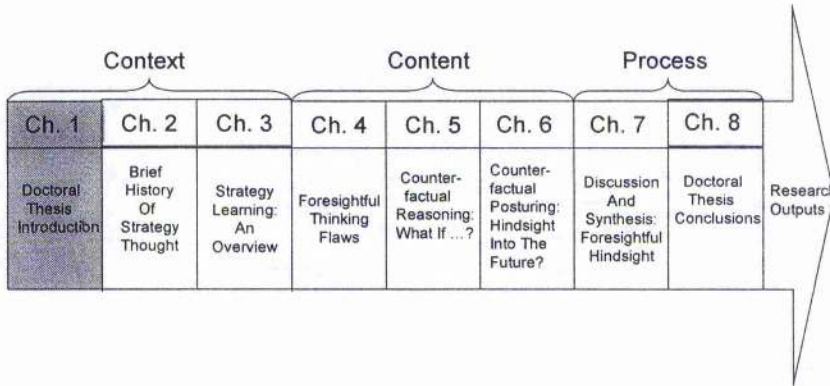 Context
Content
Process
Ch. 1
Ch. 2
Ch. 3
Ch. 4
Ch. 5
Ch. 6
Ch. 7
Ch. 8
Doctoral
Thesis
Introduction
Brief
History
Of
Strategy
Thought
Strategy
Learning:
An
Overview
Foresightful
Thinking
Flaws
Counter-
factual
Reasoning:
What If ...?
Counter-
factual
Posturing:
Hindsight
Into The
Future?
Discussion
And
Synthesis:
Foresightful
Hindsight
Doctoral
Thesis
Conclusions
Research
Outputs